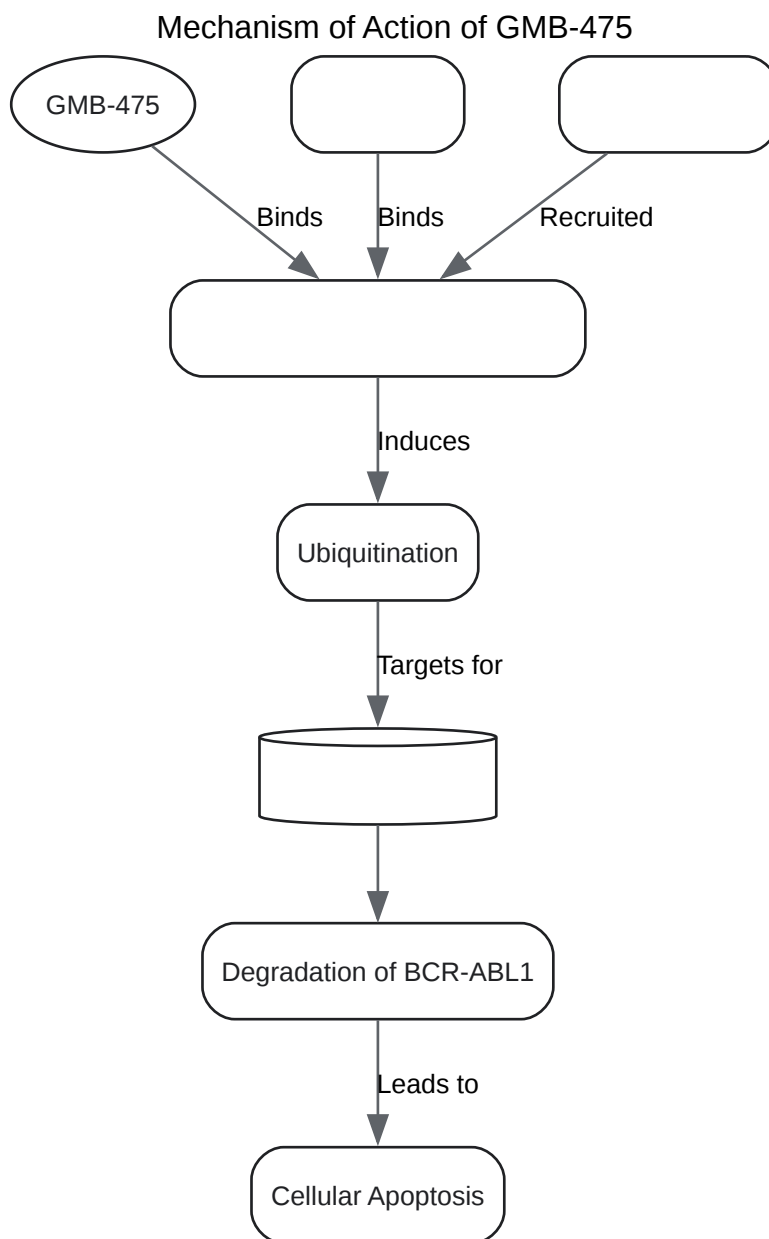 Mechanism of Action of GMB-475
GMB-475
Binds
Binds
Recruited
Induces
Ubiquitination
Targets for
Degradation of BCR-ABL1
Leads to
Cellular Apoptosis